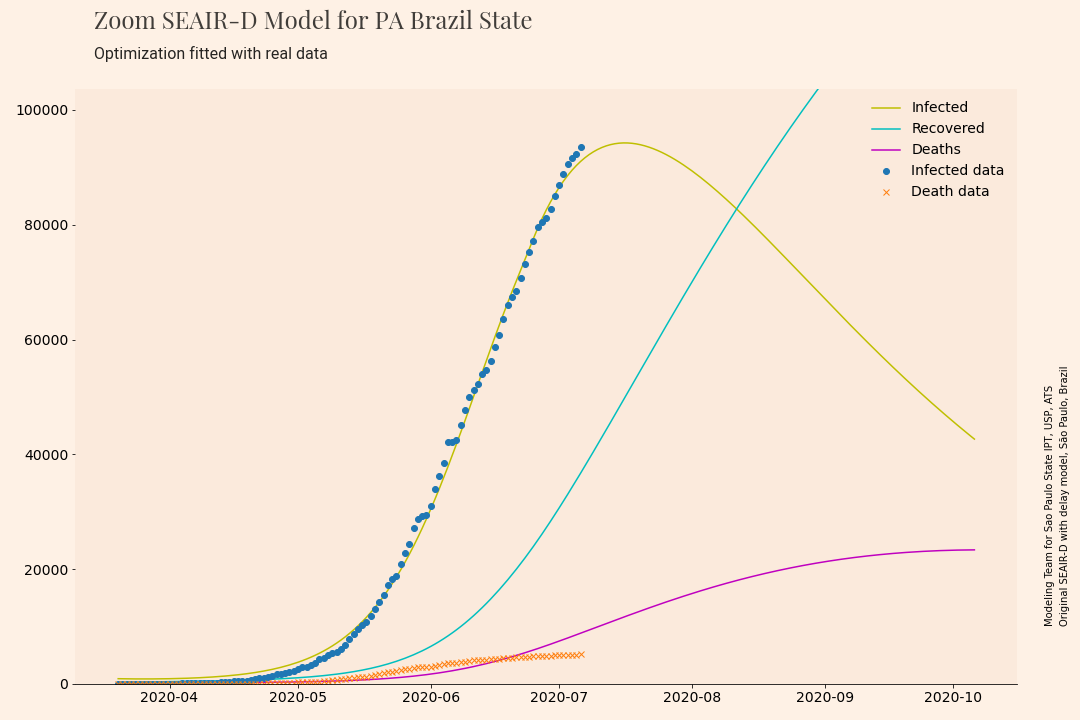 Zoom SEAIR-D Model for PA Brazil State
Optimization fitted with real data
100000
80000
60000
40000
20000
0
2020-04
2020-05
2020-06
2020-07
2020-08
2020-09
2020-10
Infected
Recovered
Deaths
Infected data
Death data
Modeling Team for Sao Paulo State IPT, USP, ATS
Original SEAIR-D with delay model, São Paulo, Brazil